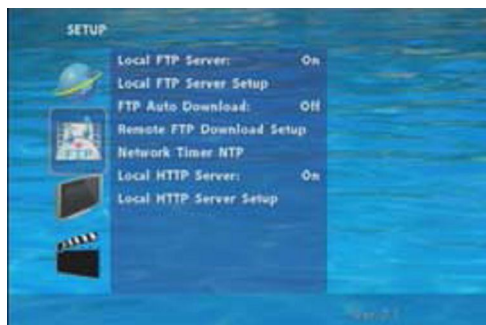 SETUP
Local FTP Server: On
Local FTP Server Setup
FTP Auto Download: Off
Remote FTP Download Setup
Network Timer NTP
Local HTTP Server: On
Local HTTP Server Setup
FTP